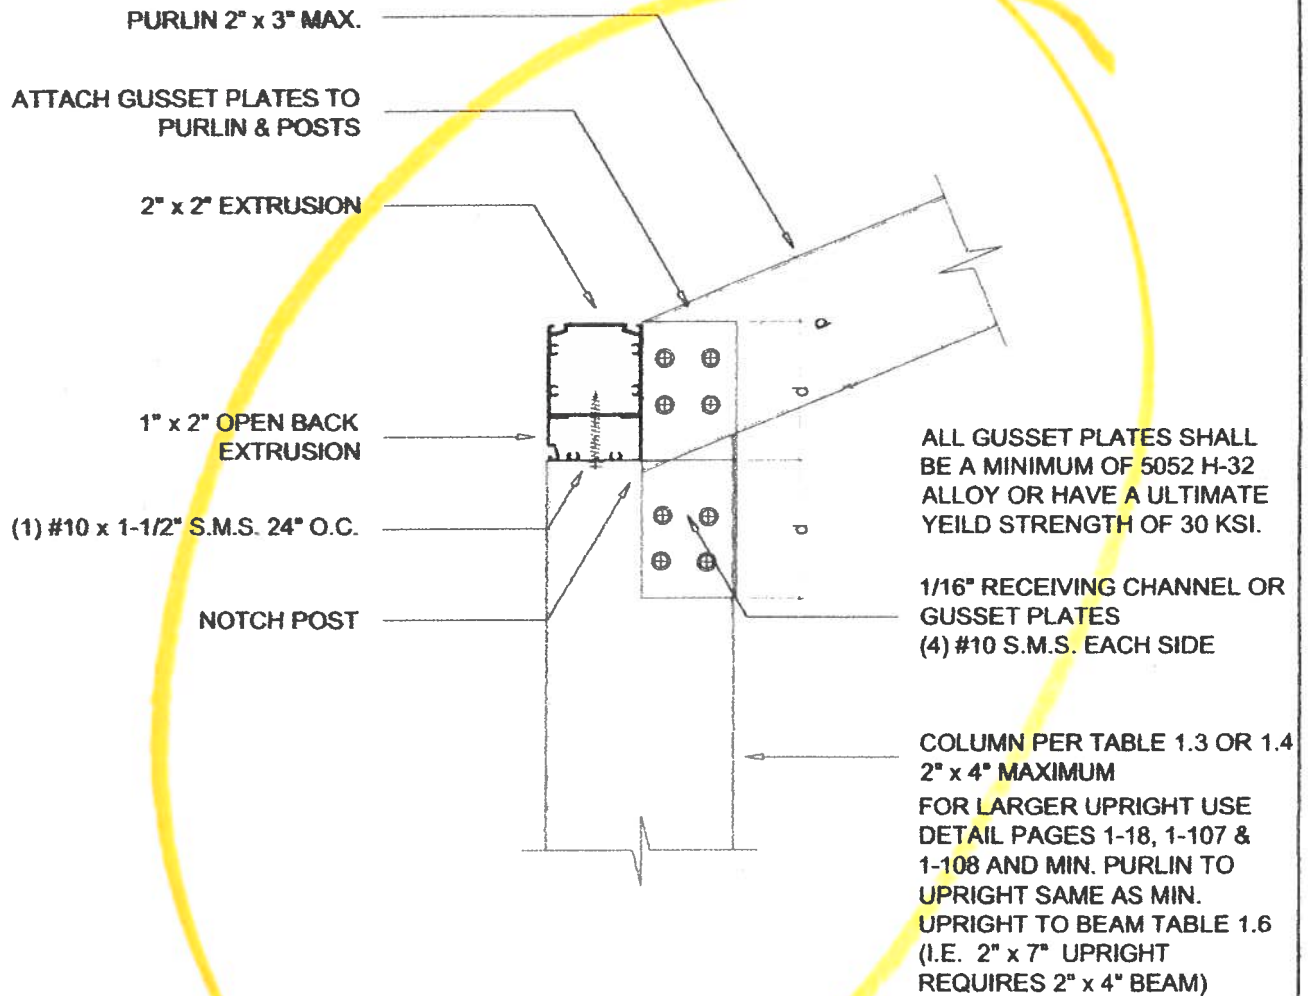 PURLIN 2" x 3" MAX.
ATTACH GUSSET PLATES TO
PURLIN & POSTS
2" x 2" EXTRUSION
1" x 2" OPEN BACK
EXTRUSION
(1) #10 x 1-1/2" S.M.S. 24" O.C.
NOTCH POST
d
d
d
ALL GUSSET PLATES SHALL
BE A MINIMUM OF 5052 H-32
ALLOY OR HAVE A ULTIMATE
YEILD STRENGTH OF 30 KSI.
1/16" RECEIVING CHANNEL OR
GUSSET PLATES
(4) #10 S.M.S. EACH SIDE
COLUMN PER TABLE 1.3 OR 1.4
2" x 4" MAXIMUM
FOR LARGER UPRIGHT USE
DETAIL PAGES 1-18, 1-107 &
1-108 AND MIN. PURLIN TO
UPRIGHT SAME AS MIN.
UPRIGHT TO BEAM TABLE 1.6
(I.E. 2" x 7" UPRIGHT
REQUIRES 2" x 4" BEAM)